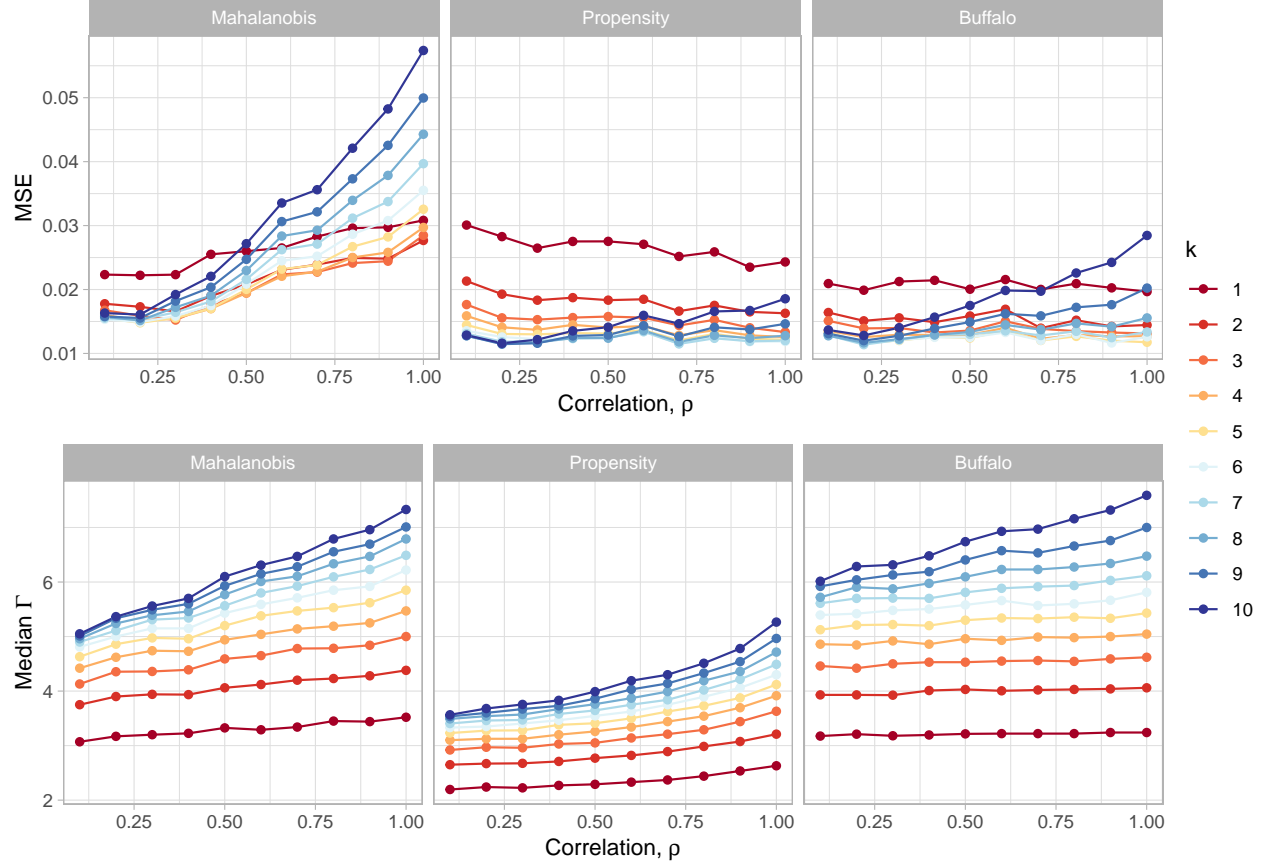 Mahalanobis Propensity Buffalo
0.05
0.04
0.03
0.02
0.01
MSE
0.25 0.50 0.75 1.00 0.25 0.50 0.75 1.00 0.25 0.50 0.75 1.00
Correlation, ρ
Mahalanobis Propensity Buffalo
6
4
2
Median Γ
0.25 0.50 0.75 1.00 0.25 0.50 0.75 1.00 0.25 0.50 0.75 1.00
Correlation, ρ
k
1
2
3
4
5
6
7
8
9
10